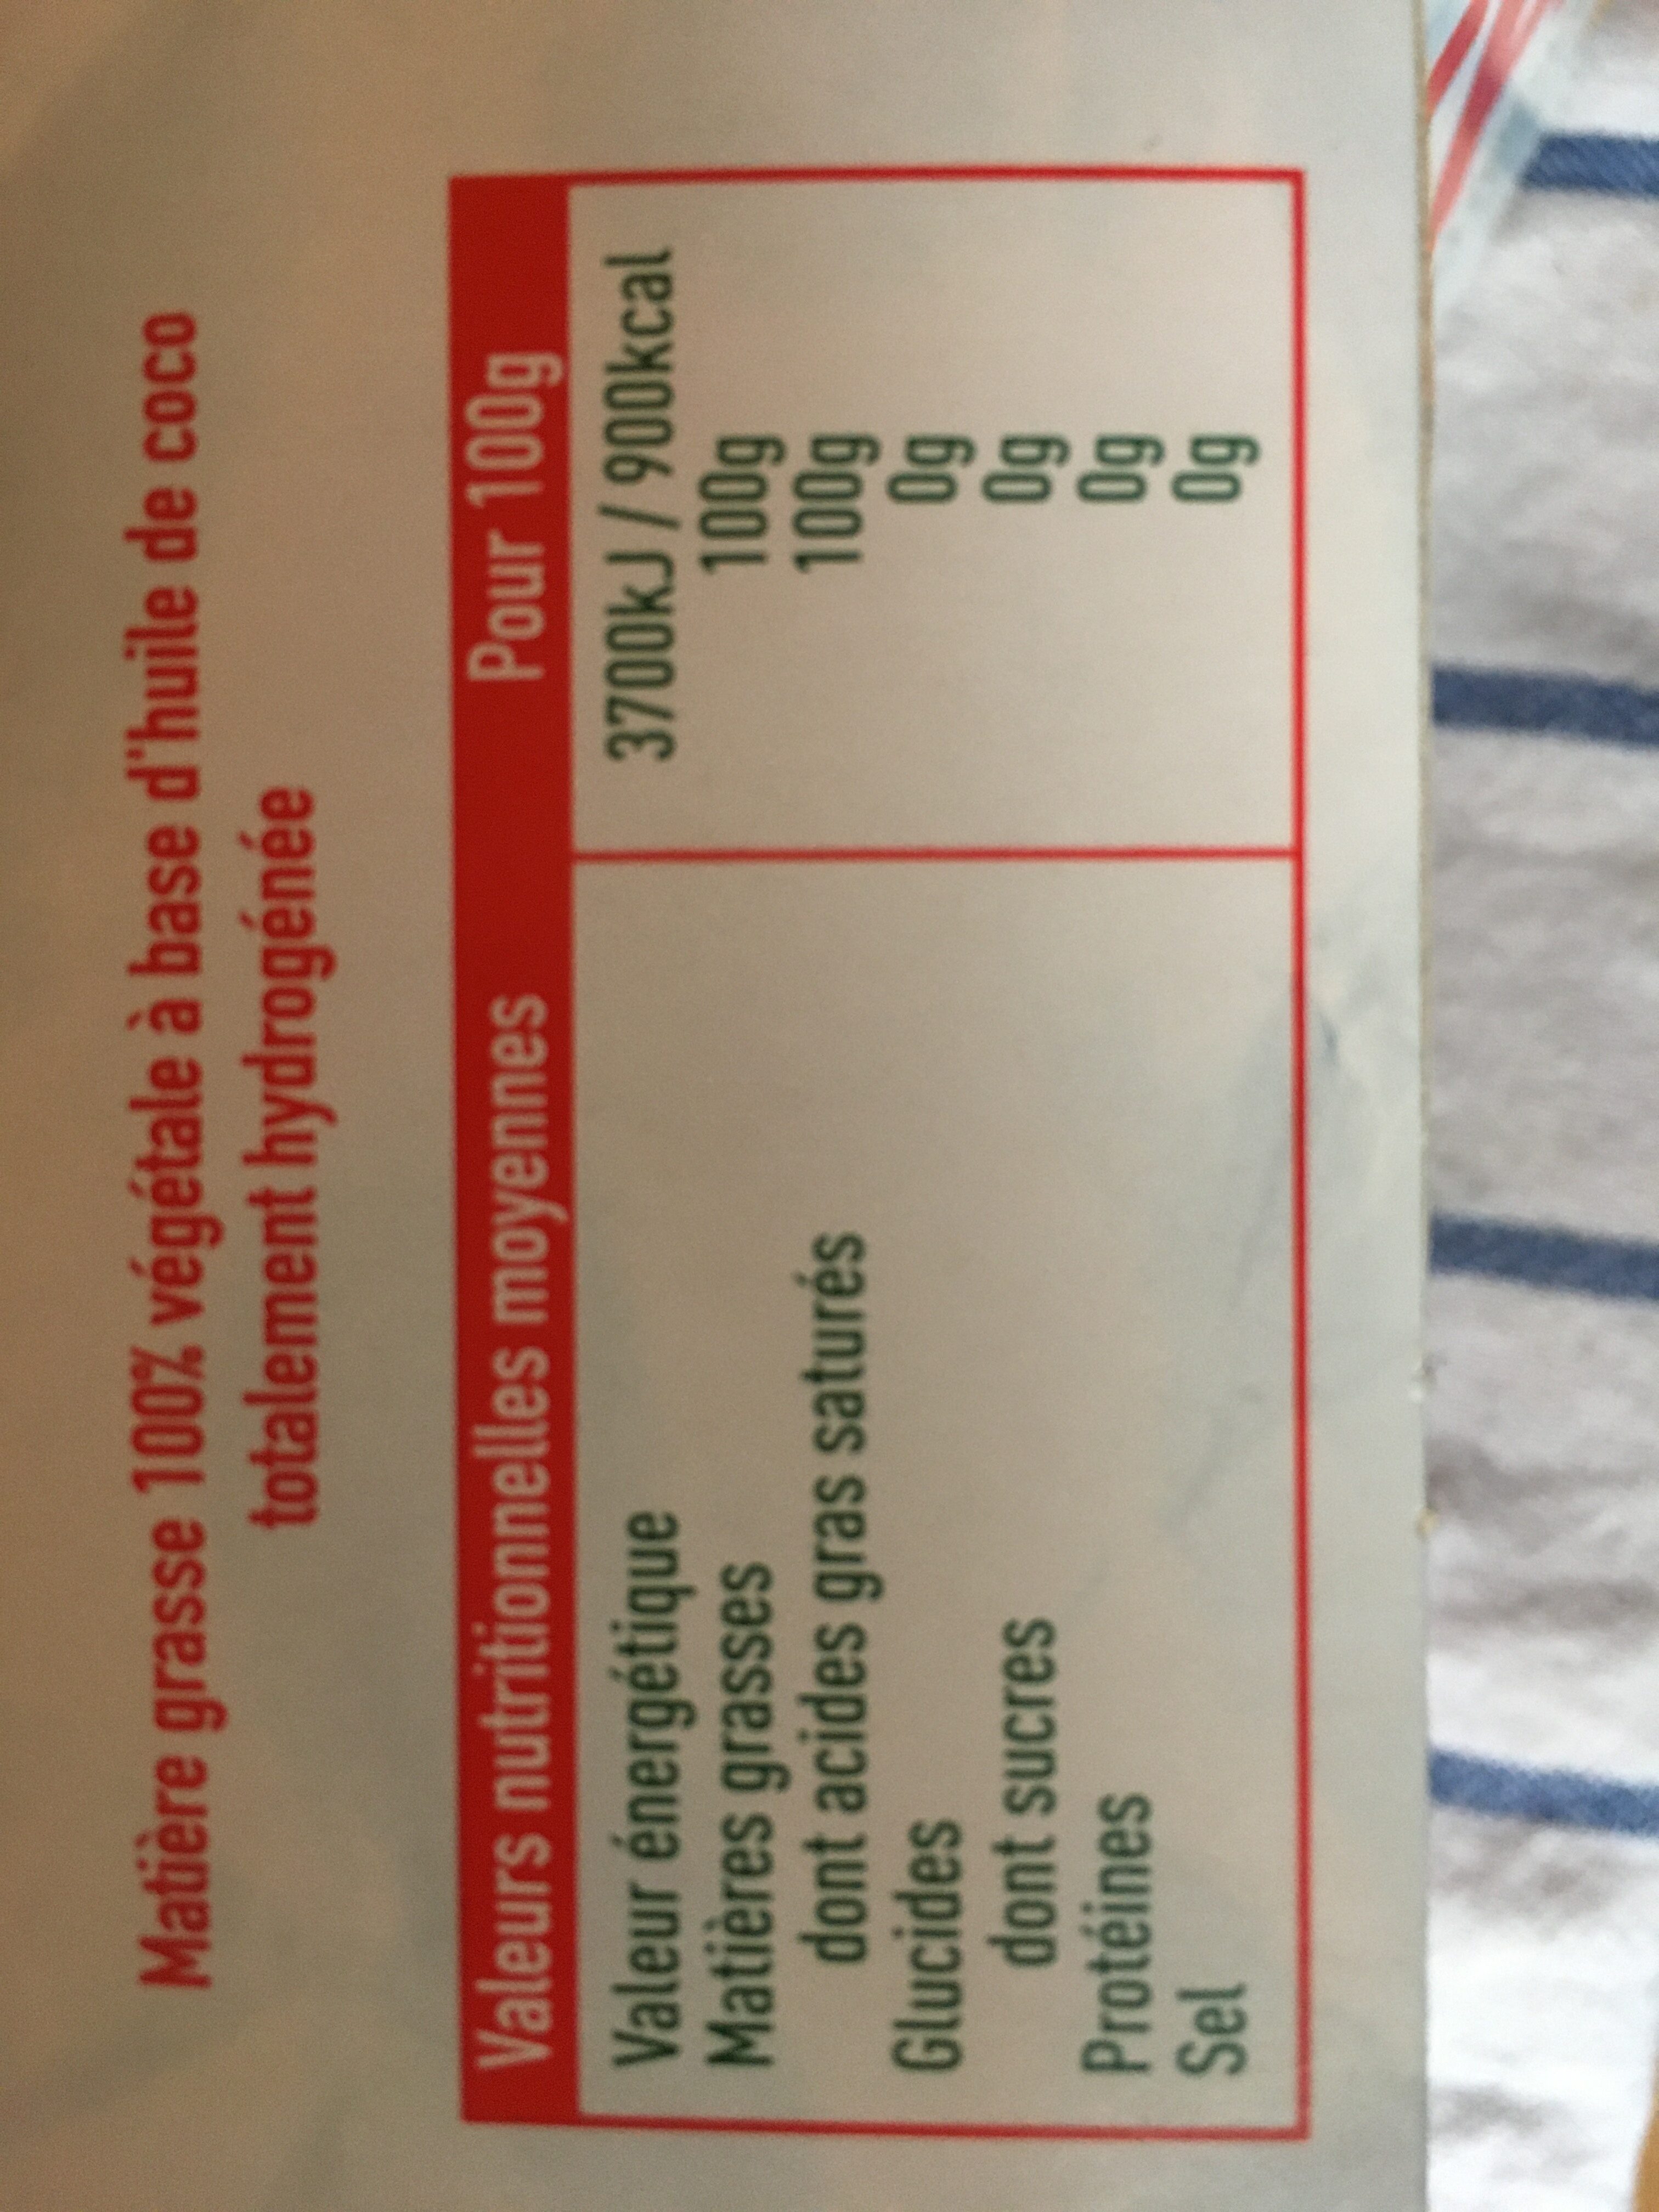 Matière grasse 100% végétale à base d'huile de coco
totalement hydrogénée
Valeurs nutritionnelles moyennes Pour 100g
Valeur énergétique 3700kJ / 900kcal
Matières grasses 100g
dont acides gras saturés 100g
Glucides 0g
dont sucres 0g
Protéines 0g
Sel 0g